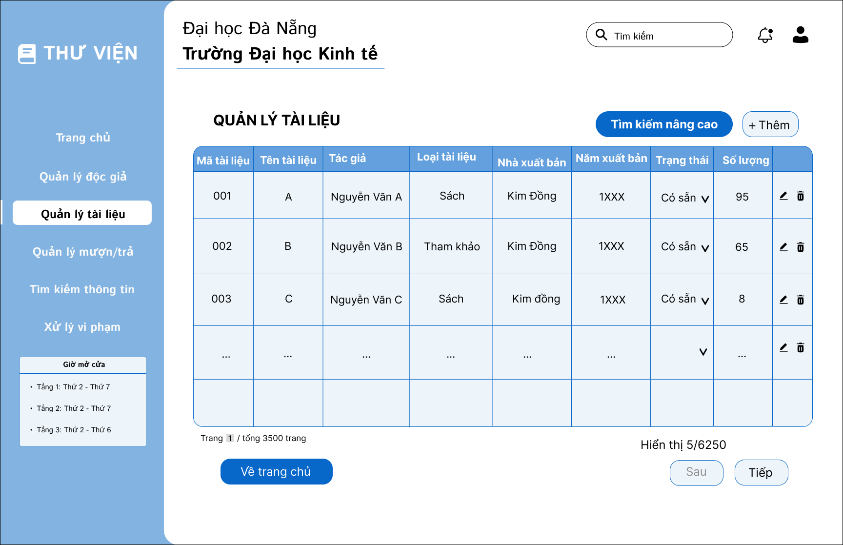 THƯ VIỆN
Trang chủ
Quản lý độc giả
Quản lý tài liệu
Quản lý mượn/trả
Tìm kiếm thông tin
Xử lý vi phạm
Giờ mở cửa
• Tầng 1: Thứ 2 - Thứ 7
• Tầng 2: Thứ 2 - Thứ 7
• Tầng 3: Thứ 2 - Thứ 6
Đại học Đà Nẵng
Trường Đại học Kinh tế
Tìm kiếm
QUẢN LÝ TÀI LIỆU
Tìm kiếm nâng cao
+ Thêm
Mã tài liệu Tên tài liệu Tác giả Loại tài liệu Nhà xuất bản Năm xuất bản Trạng thái Số lượng
001 A Nguyễn Văn A Sách Kim Đồng 1XXX Có sẵn 95
002 B Nguyễn Văn B Tham khảo Kim Đồng 1XXX Có sẵn 65
003 C Nguyễn Văn C Sách Kim đồng 1XXX Có sẵn 8
... ... ... ... ... ... ...
Trang 1 / tổng 3500 trang
Hiển thị 5/6250
Về trang chủ
Sau
Tiếp